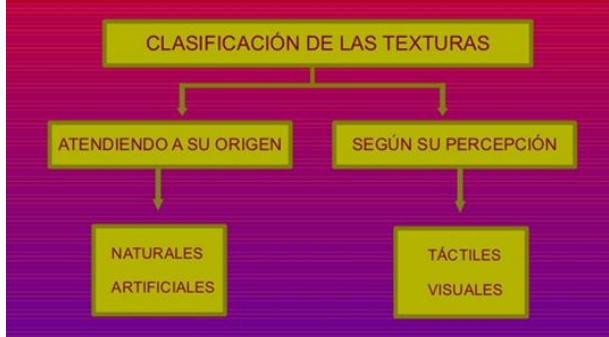 CLASIFICACIÓN DE LAS TEXTURAS
ATENDIENDO A SU ORIGEN
SEGÚN SU PERCEPCIÓN
NATURALES
ARTIFICIALES
TÁCTILES
VISUALES